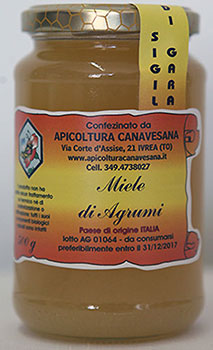 SIGIL
DI GARA
Confezionato da
APICOLTURA CANAVESANA
Via Corte d'Assise, 21 IVREA (TO)
www.apicolturacanavesana.it
Cell. 349.4738027
Miele
di Agrumi
Paese di origine ITALIA
lotto AG 01064 - da consumarsi
preferibilmente entro il 31/12/2017